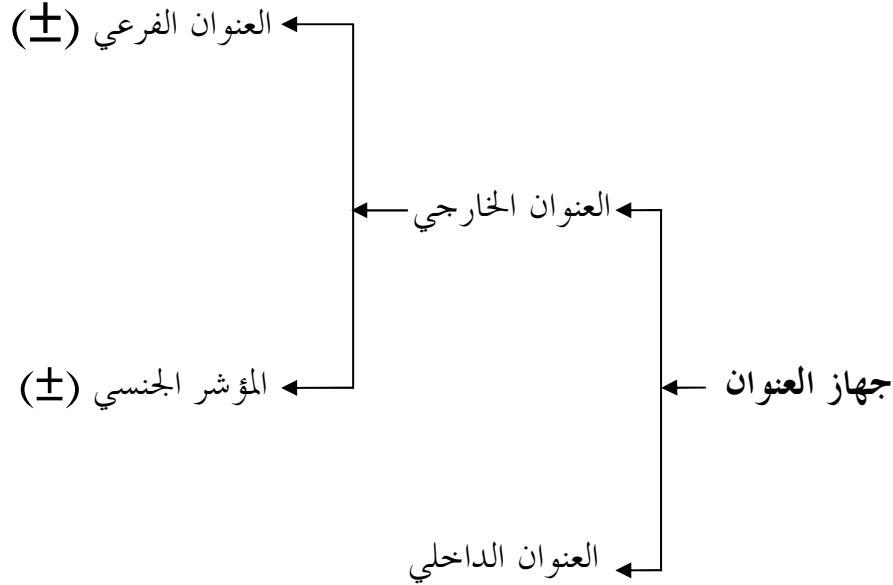 العنوان الفرعي (±)
العنوان الخارجي
المؤشر الجنسي (±)
جهاز العنوان
العنوان الداخلي